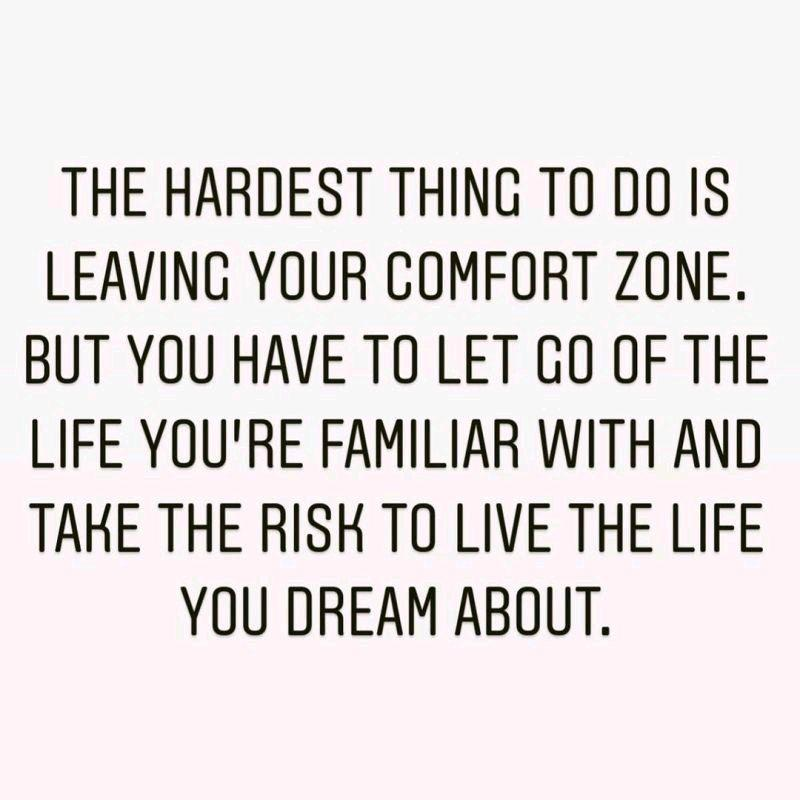 THE HARDEST THING TO DO IS
LEAVING YOUR COMFORT ZONE.
BUT YOU HAVE TO LET GO OF THE
LIFE YOU'RE FAMILIAR WITH AND
TAKE THE RISK TO LIVE THE LIFE
YOU DREAM ABOUT.